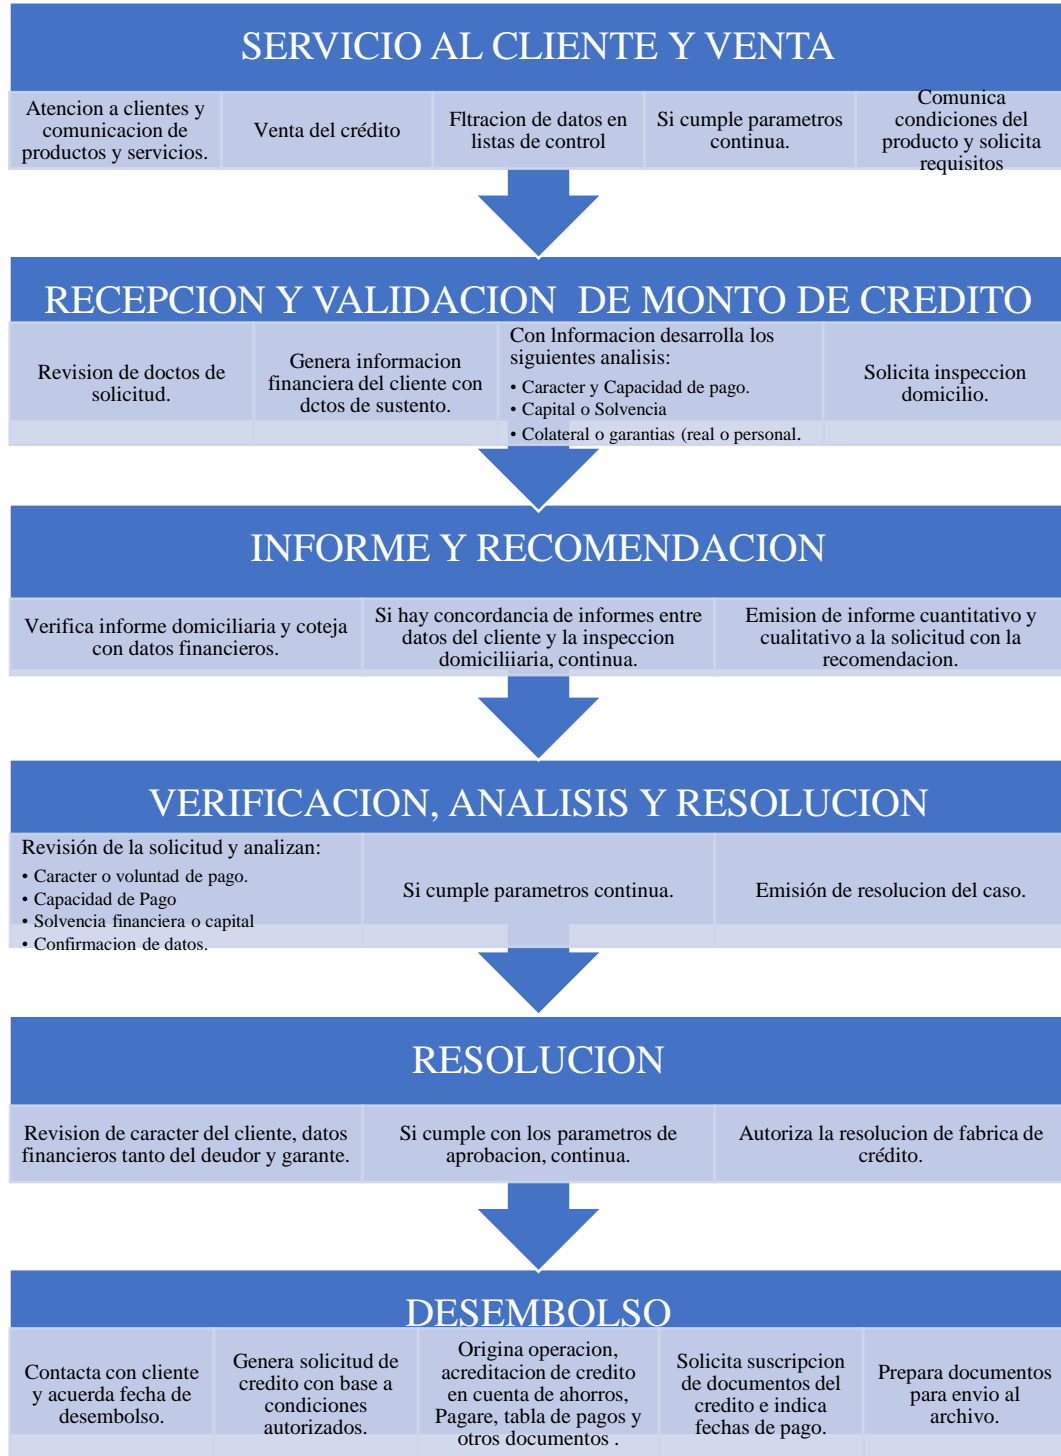 SERVICIO AL CLIENTE Y VENTA
Atencion a clientes y
comunicacion de
productos y servicios.
Venta del crédito
Fltracion de datos en
listas de control
Si cumple parametros
continua.
Comunica
condiciones del
producto y solicita
requisitos
RECEPCION Y VALIDACION DE MONTO DE CREDITO
Revision de doctos de
solicitud.
Genera informacion
financiera del cliente con
dctos de sustento.
Con Informacion desarrolla los
siguientes analisis:
• Caracter y Capacidad de pago.
• Capital o Solvencia
• Colateral o garantias (real o personal.
Solicita inspeccion
domicilio.
INFORME Y RECOMENDACION
Verifica informe domiciliaria y coteja
con datos financieros.
Si hay concordancia de informes entre
datos del cliente y la inspeccion
domiciliiaria, continua.
Emision de informe cuantitativo y
cualitativo a la solicitud con la
recomendacion.
VERIFICACION, ANALISIS Y RESOLUCION
Revisión de la solicitud y analizan:
• Caracter o voluntad de pago.
• Capacidad de Pago
• Solvencia financiera o capital
• Confirmacion de datos.
Si cumple parametros continua.
Emisión de resolucion del caso.
RESOLUCION
Revision de caracter del cliente, datos
financieros tanto del deudor y garante.
Si cumple con los parametros de
aprobacion, continua.
Autoriza la resolucion de fabrica de
crédito.
DESEMBOLSO
Contacta con cliente
y acuerda fecha de
desembolso.
Genera solicitud de
credito con base a
condiciones
autorizados.
Origina operacion,
acreditacion de credito
en cuenta de ahorros,
Pagare, tabla de pagos y
otros documentos .
Solicita suscripcion
de documentos del
credito e indica
fechas de pago.
Prepara documentos
para envio al
archivo.